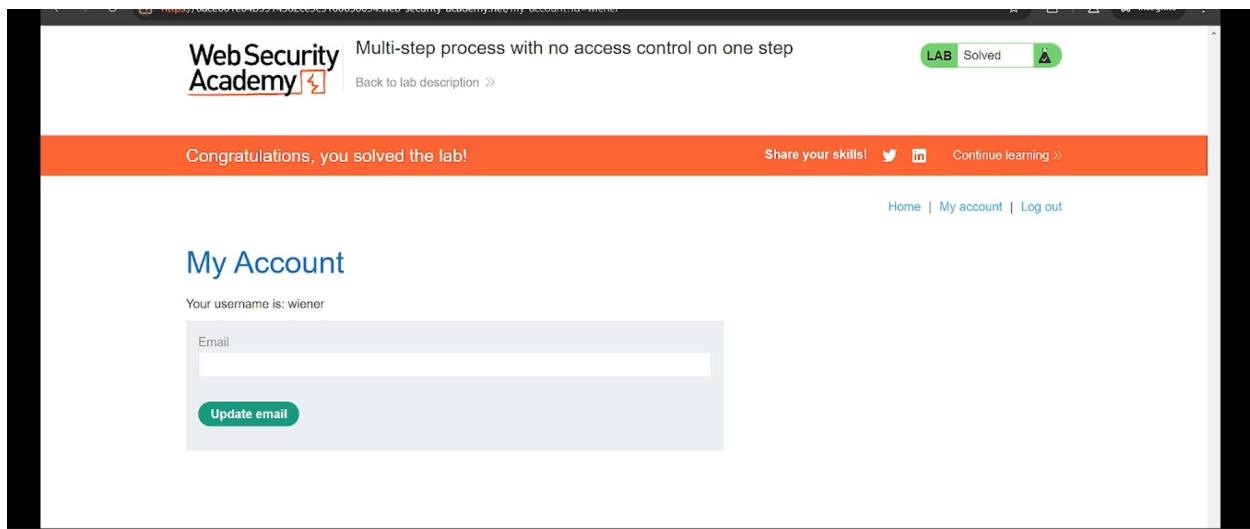 Web Security
Academy
Multi-step process with no access control on one step
Back to lab description >>
LAB Solved
Congratulations, you solved the lab!
Share your skills!
Continue learning >>
Home | My account | Log out
My Account
Your username is: wiener
Email
Update email